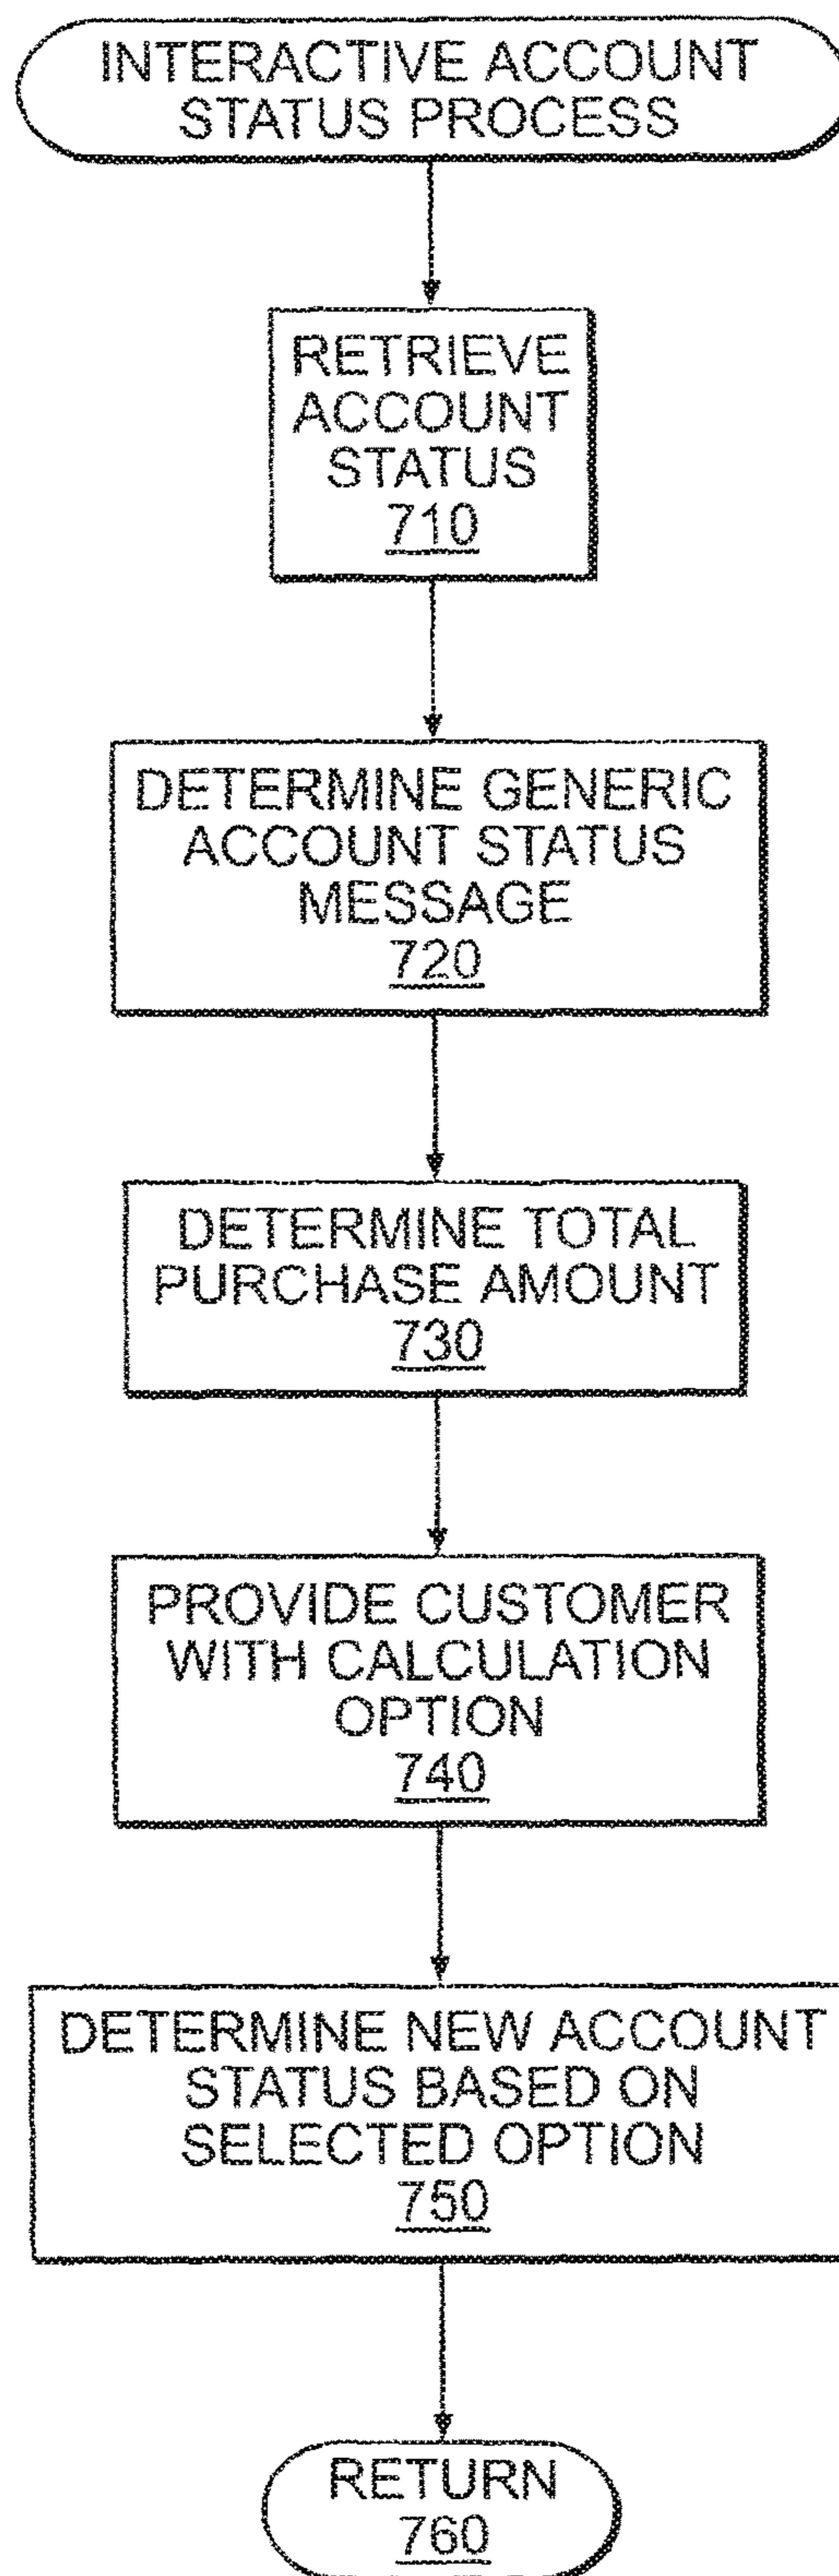 INTERACTIVE ACCOUNT
STATUS PROCESS
RETRIEVE
ACCOUNT
STATUS
710
DETERMINE GENERIC
ACCOUNT STATUS
MESSAGE
720
DETERMINE TOTAL
PURCHASE AMOUNT
730
PROVIDE CUSTOMER
WITH CALCULATION
OPTION
740
DETERMINE NEW ACCOUNT
STATUS BASED ON
SELECTED OPTION
750
RETURN
760